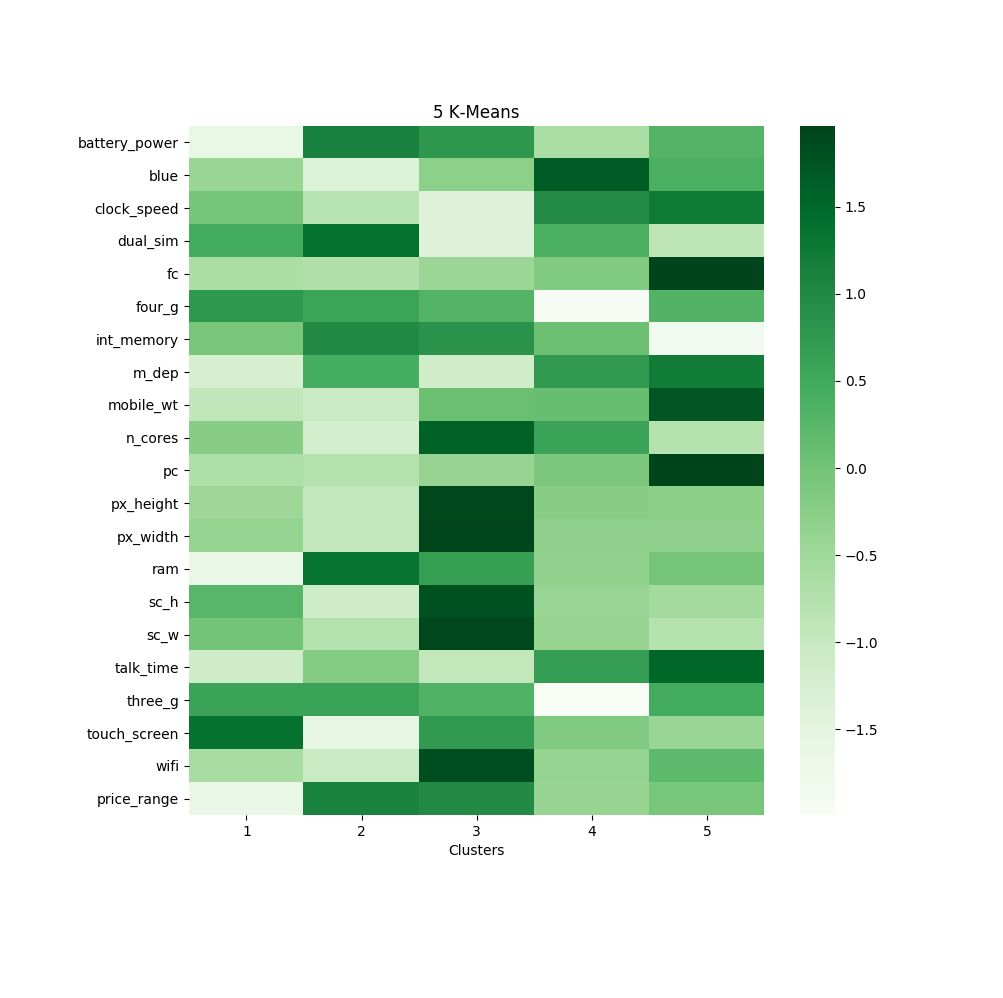 5 K-Means
battery_power
blue
clock_speed
dual_sim
fc
four_g
int_memory
m_dep
mobile_wt
n_cores
pc
px_height
px_width
ram
sc_h
sc_w
talk_time
three_g
touch_screen
wifi
price_range
1 2 3 4 5
Clusters
1.5
1.0
0.5
0.0
−0.5
−1.0
−1.5